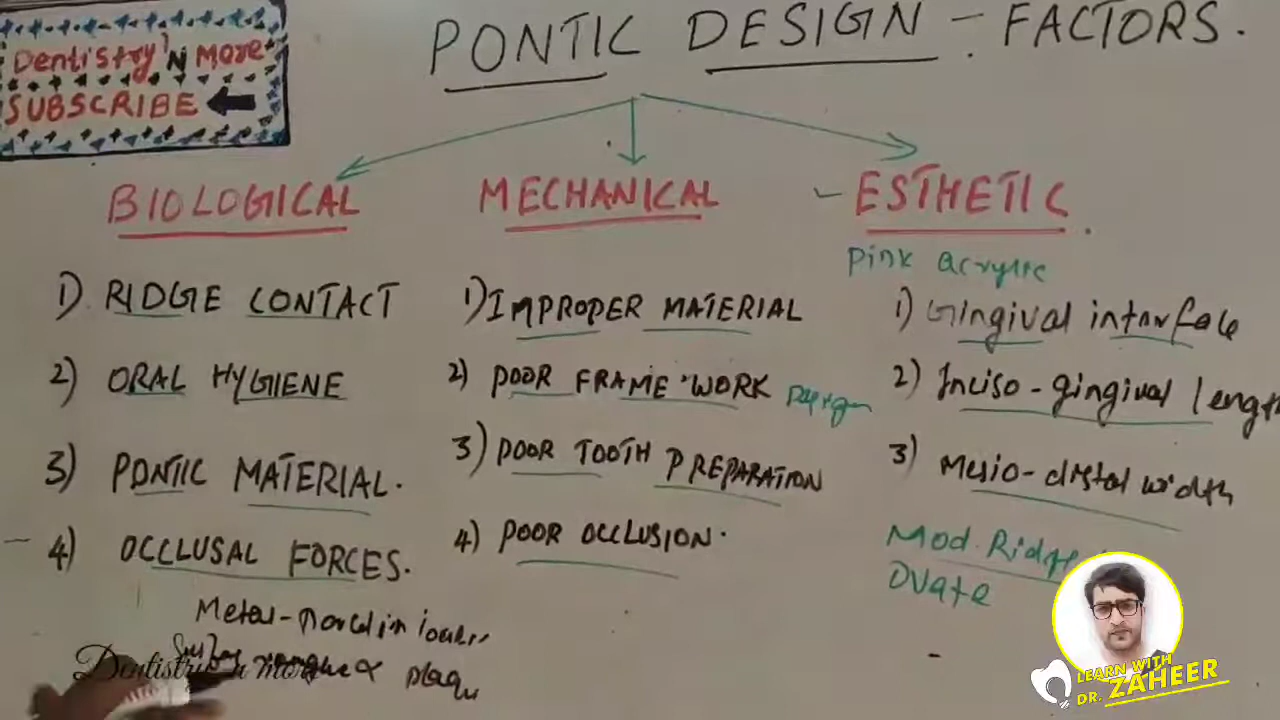 Dentistry 'N More
SUBSCRIBE
PONTIC DESIGN - FACTORS.
BIOLOGICAL
1) RIDGE CONTACT
2) ORAL HYGIENE
3) PONTIC MATERIAL.
4) OCCLUSAL FORCES.
Metal-
plaque
MECHANICAL
1) IMPROPER MATERIAL
2) POOR FRAME WORK
3) POOR TOOTH PREPARATION
4) POOR OCCLUSION.
ESTHETIC
Pink acrylic
1) Gingival interface
2) Inciso-gingival length
3) Mesio-distal width
Mod. Ridge
Ovate
Dentistry n more
LEARN WITH
DR. ZAHEER